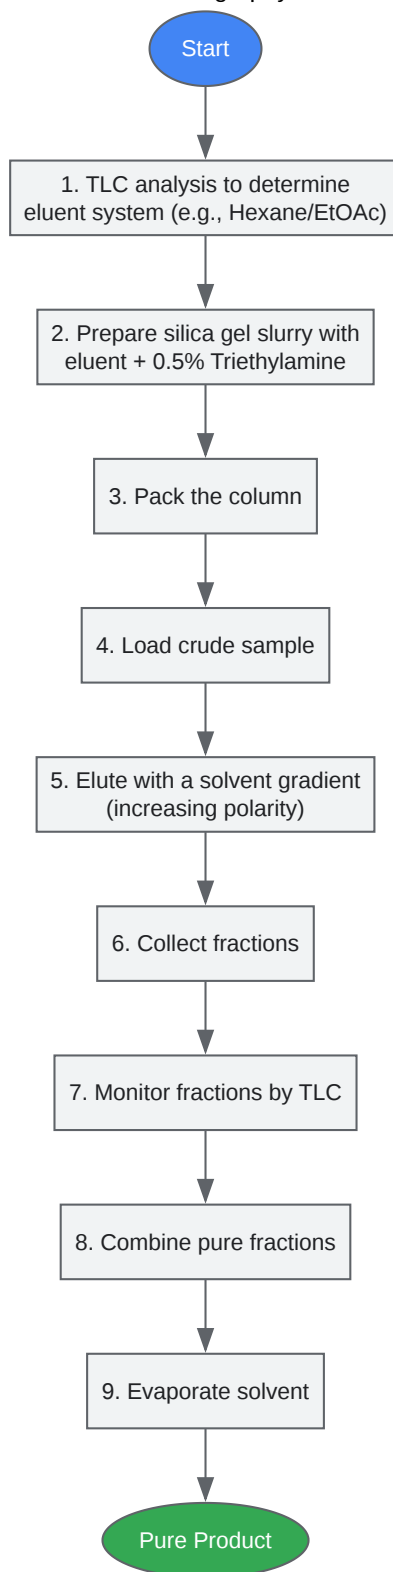 Start
1. TLC analysis to determine
eluent system (e.g., Hexane/EtOAc)
2. Prepare silica gel slurry with
eluent + 0.5% Triethylamine
3. Pack the column
4. Load crude sample
5. Elute with a solvent gradient
(increasing polarity)
6. Collect fractions
7. Monitor fractions by TLC
8. Combine pure fractions
9. Evaporate solvent
Pure Product